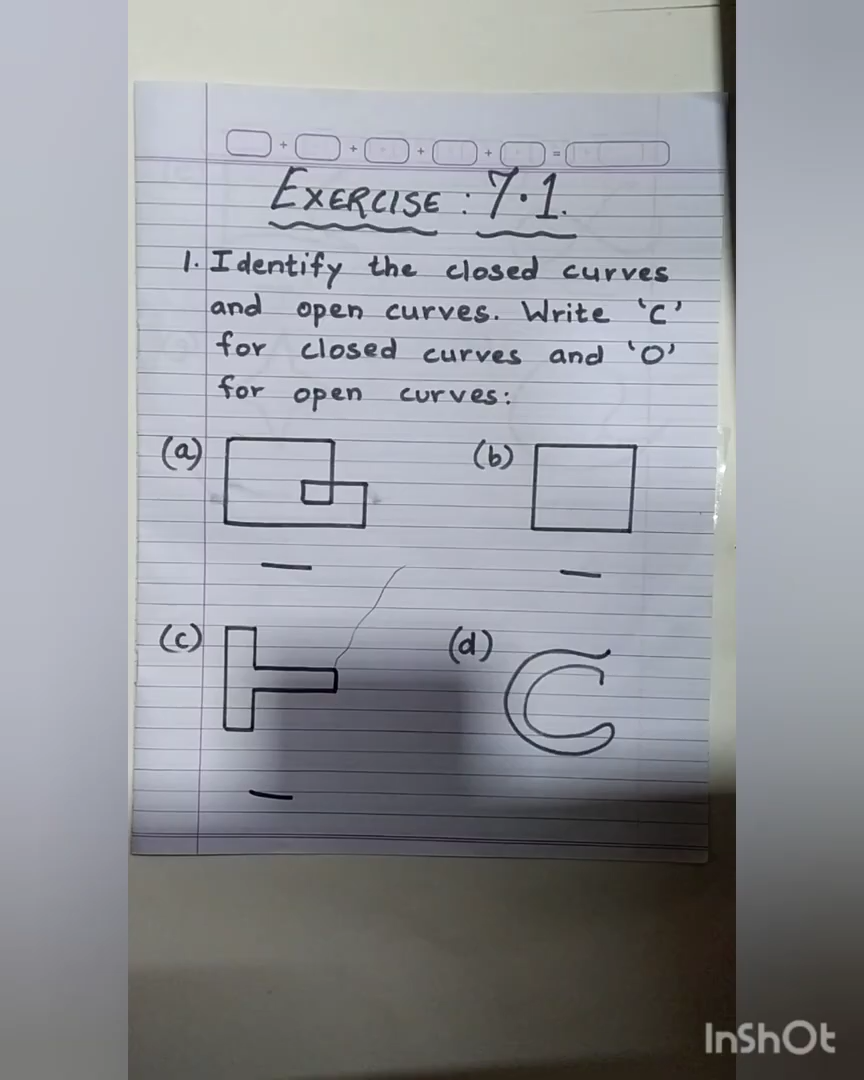 + + + + =
EXERCISE : 7.1.
1. Identify the closed curves
and open curves. Write 'C'
for closed curves and 'O'
for open curves:
(a) (b)
(c) (d)
InShOt